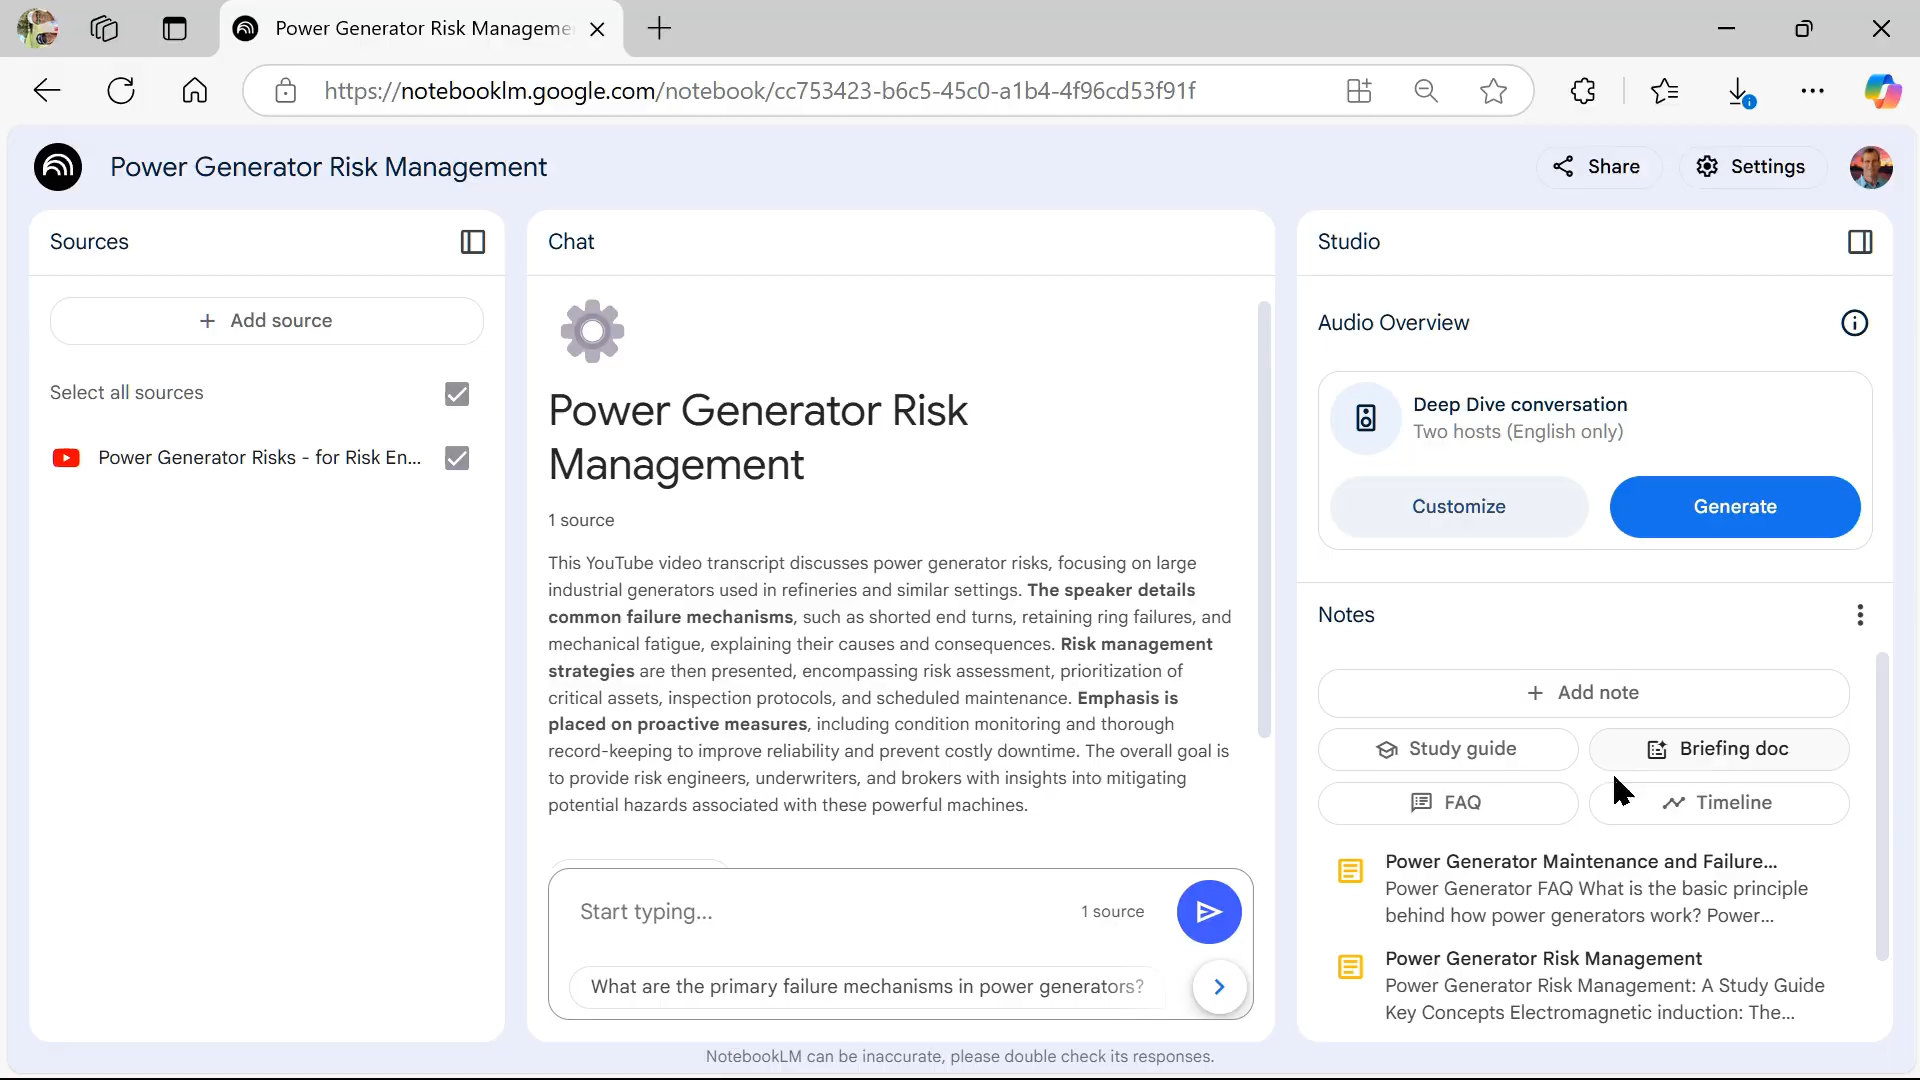 Power Generator Risk Manageme
https://notebooklm.google.com/notebook/cc753423-b6c5-45c0-a1b4-4f96cd53f91f
Power Generator Risk Management
Share
Settings
Sources
+ Add source
Select all sources
Power Generator Risks - for Risk En...
Chat
Power Generator Risk
Management
1 source
This YouTube video transcript discusses power generator risks, focusing on large
industrial generators used in refineries and similar settings. The speaker details
common failure mechanisms, such as shorted end turns, retaining ring failures, and
mechanical fatigue, explaining their causes and consequences. Risk management
strategies are then presented, encompassing risk assessment, prioritization of
critical assets, inspection protocols, and scheduled maintenance. Emphasis is
placed on proactive measures, including condition monitoring and thorough
record-keeping to improve reliability and prevent costly downtime. The overall goal is
to provide risk engineers, underwriters, and brokers with insights into mitigating
potential hazards associated with these powerful machines.
Start typing...
1 source
What are the primary failure mechanisms in power generators?
Studio
Audio Overview
Deep Dive conversation
Two hosts (English only)
Customize
Generate
Notes
+ Add note
Study guide
Briefing doc
FAQ
Timeline
Power Generator Maintenance and Failure...
Power Generator FAQ What is the basic principle
behind how power generators work? Power...
Power Generator Risk Management
Power Generator Risk Management: A Study Guide
Key Concepts Electromagnetic induction: The...
NotebookLM can be inaccurate, please double check its responses.